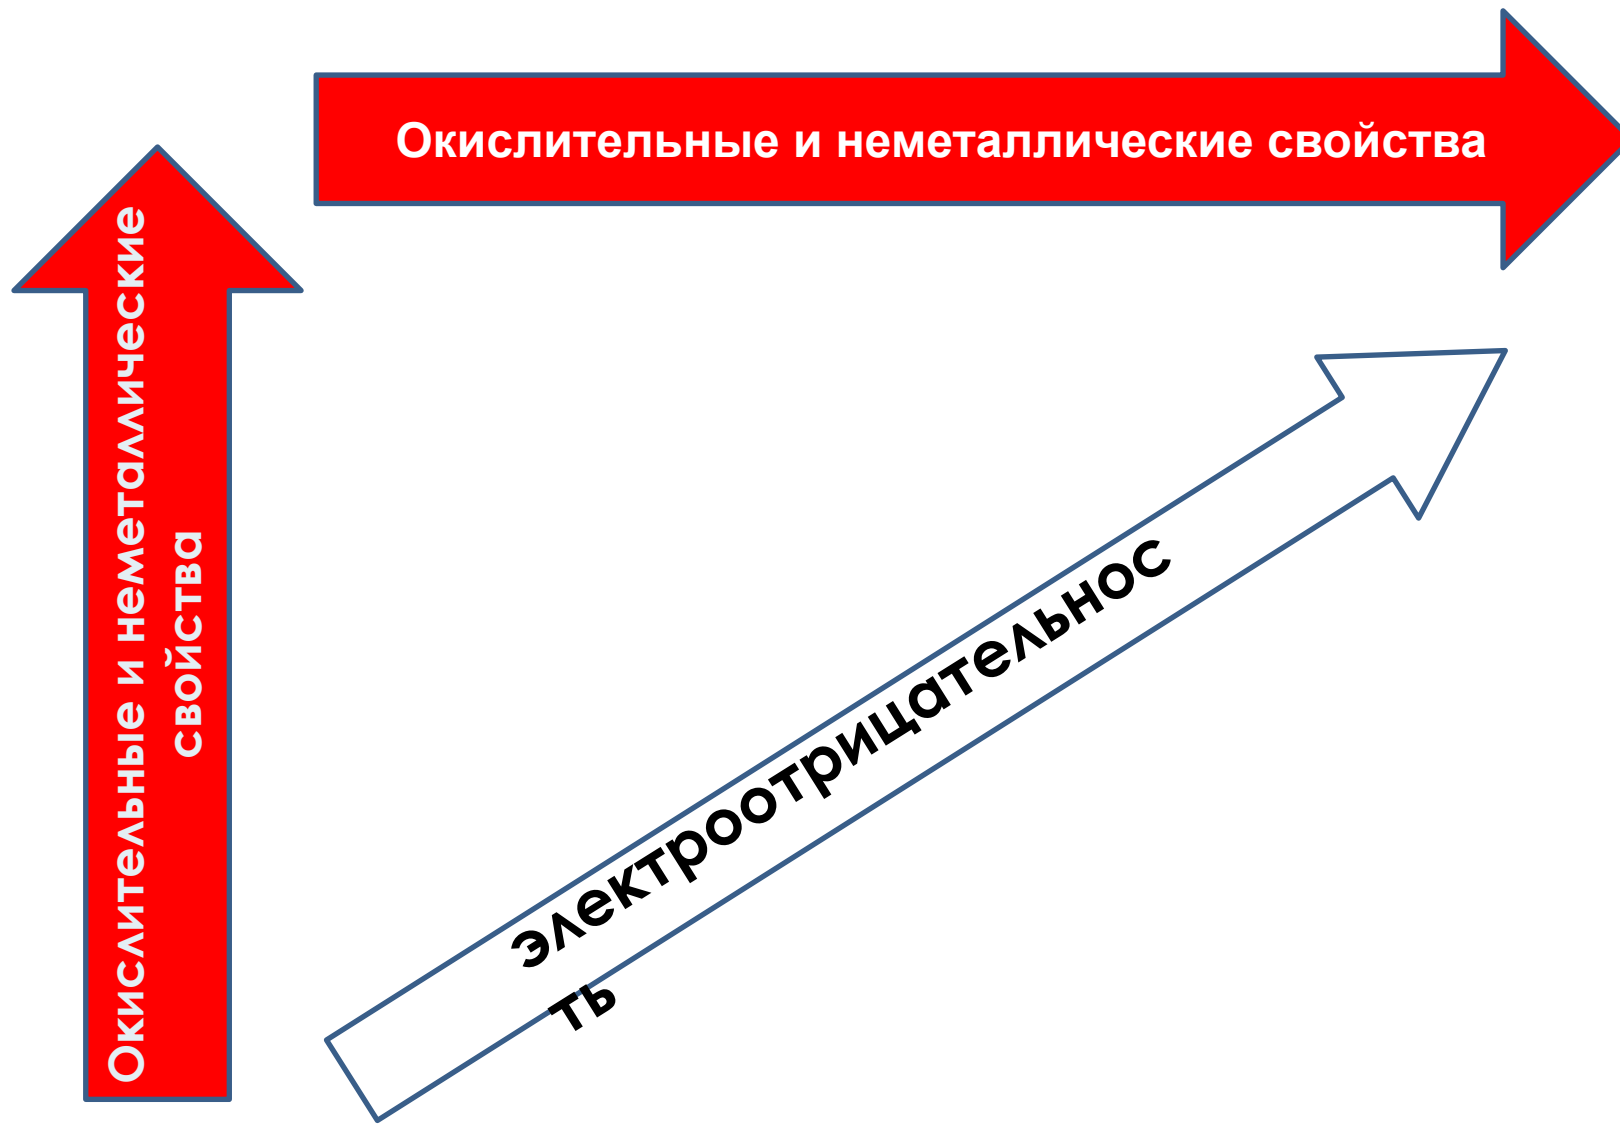 Окислительные и неметаллические свойства
Окислительные и неметаллические
свойства
электроотрицательнос
ть